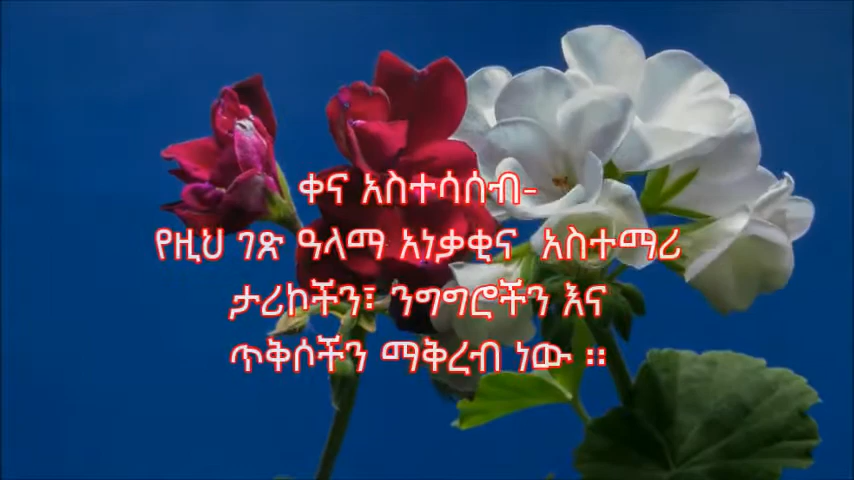 ቀና አስተሳሰብ-
የዚህ ገጽ ዓላማ አነቃቂና  አስተማሪ
ታሪኮችን፣ ንግግሮችን እና
ጥቅሶችን ማቅረብ ነው ።